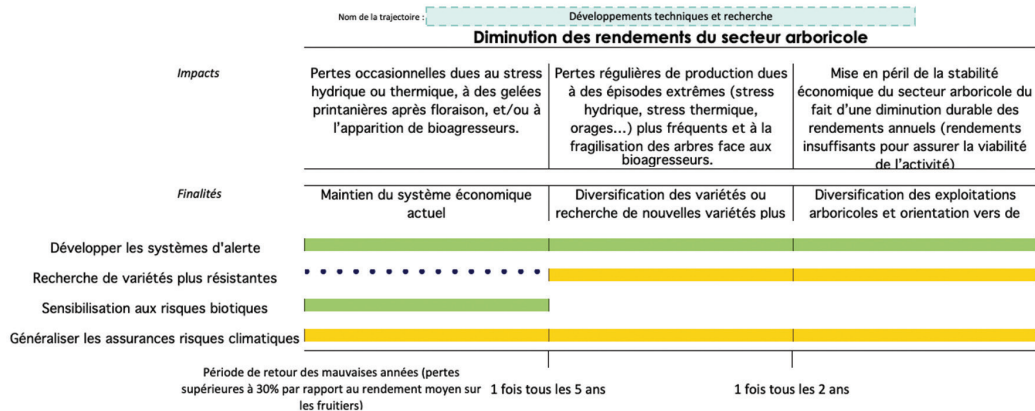 Nom de la trajectoire : Développements techniques et recherche
Diminution des rendements du secteur arboricole
Impacts
Pertes occasionnelles dues au stress
hydrique ou thermique, à des gelées
printanières après floraison, et/ou à
l'apparition de bioagresseurs.
Pertes régulières de production dues
à des épisodes extrêmes (stress
hydrique, stress thermique,
orages...) plus fréquents et à la
fragilisation des arbres face aux
bioagresseurs.
Mise en péril de la stabilité
économique du secteur arboricole du
fait d'une diminution durable des
rendements annuels (rendements
insuffisants pour assurer la viabilité
de l'activité)
Finalités
Maintien du système économique
actuel
Diversification des variétés ou
recherche de nouvelles variétés plus
Diversification des exploitations
arboricoles et orientation vers de
Développer les systèmes d'alerte
Recherche de variétés plus résistantes
Sensibilisation aux risques biotiques
Généraliser les assurances risques climatiques
Période de retour des mauvaises années (pertes
supérieures à 30% par rapport au rendement moyen sur
les fruitiers)
1 fois tous les 5 ans
1 fois tous les 2 ans